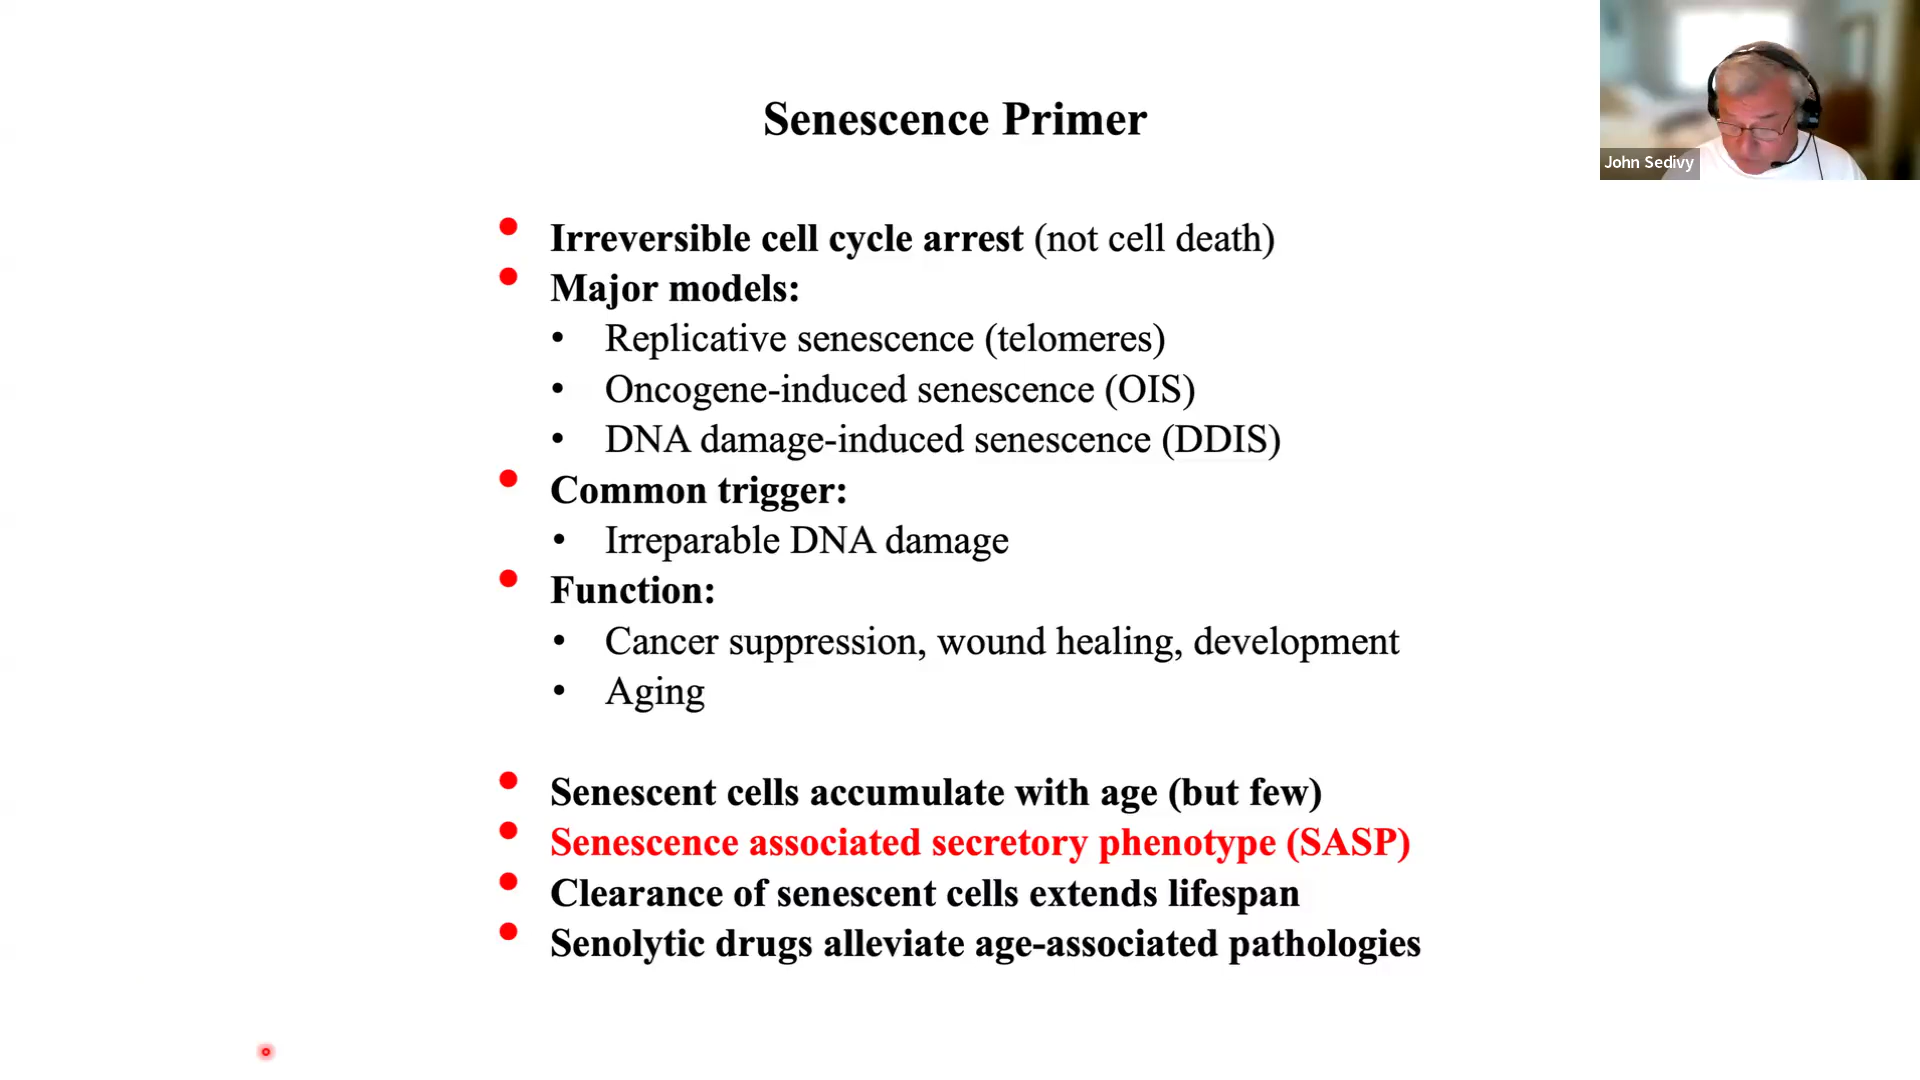 Senescence Primer
John Sedivy
• Irreversible cell cycle arrest (not cell death)
• Major models:
• Replicative senescence (telomeres)
• Oncogene-induced senescence (OIS)
• DNA damage-induced senescence (DDIS)
• Common trigger:
• Irreparable DNA damage
• Function:
• Cancer suppression, wound healing, development
• Aging
• Senescent cells accumulate with age (but few)
• Senescence associated secretory phenotype (SASP)
• Clearance of senescent cells extends lifespan
• Senolytic drugs alleviate age-associated pathologies